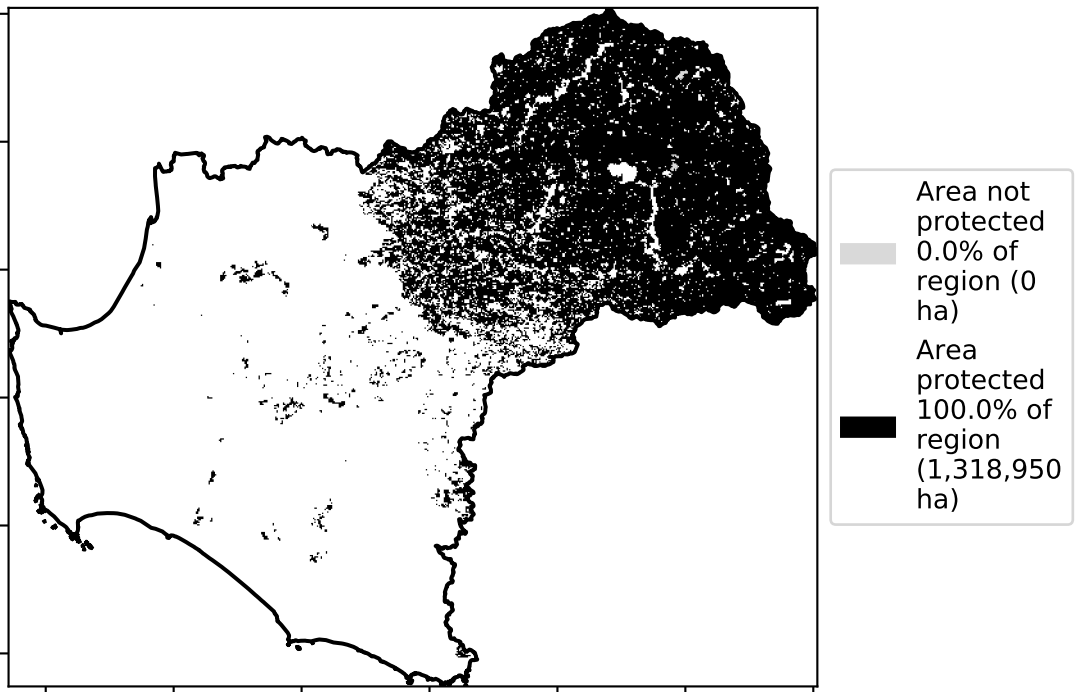 Area not
protected
0.0% of
region (0
ha)
Area
protected
100.0% of
region
(1,318,950
ha)